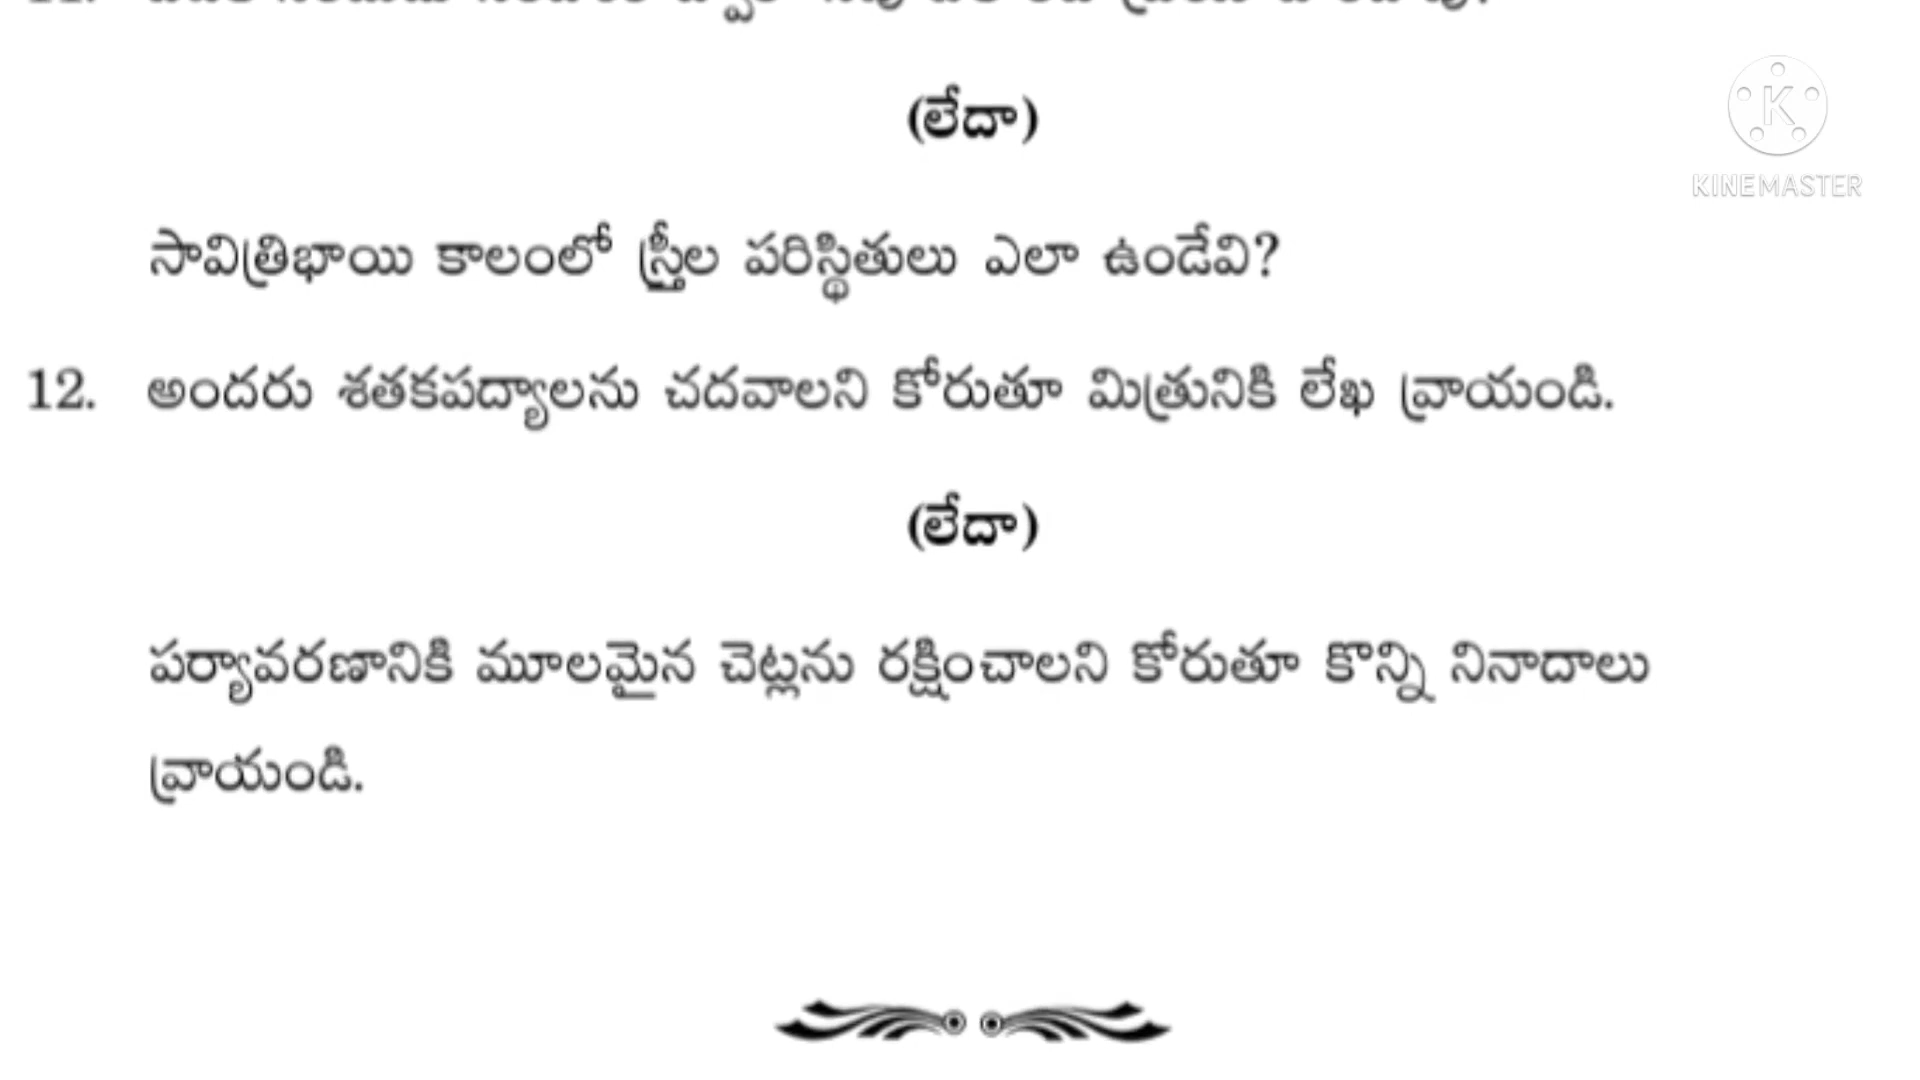 (లేదా)
K
KINEMASTER
సావిత్రిభాయి కాలంలో స్త్రీల పరిస్థితులు ఎలా ఉండేవి?
12. అందరు శతకపద్యాలను చదవాలని కోరుతూ మిత్రునికి లేఖ వ్రాయండి.
(లేదా)
పర్యావరణానికి మూలమైన చెట్లను రక్షించాలని కోరుతూ కొన్ని నినాదాలు
వ్రాయండి.